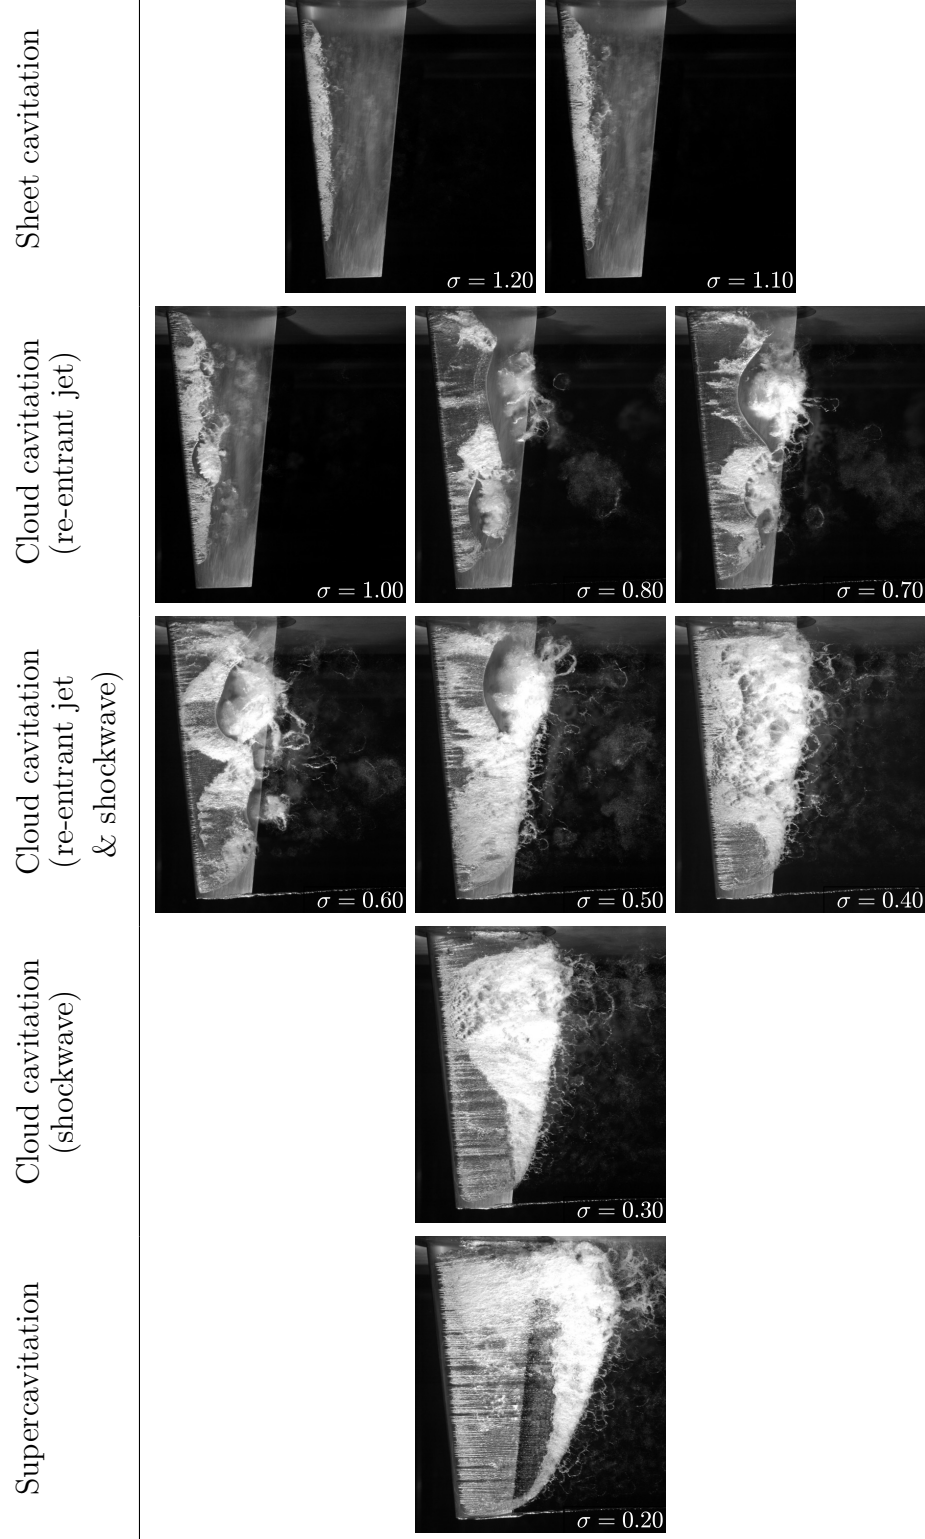 Sheet cavitation
σ = 1.20
σ = 1.10
Cloud cavitation
(re-entrant jet)
σ = 1.00
σ = 0.80
σ = 0.70
Cloud cavitation
(re-entrant jet
& shockwave)
σ = 0.60
σ = 0.50
σ = 0.40
Cloud cavitation
(shockwave)
σ = 0.30
Supercavitation
σ = 0.20